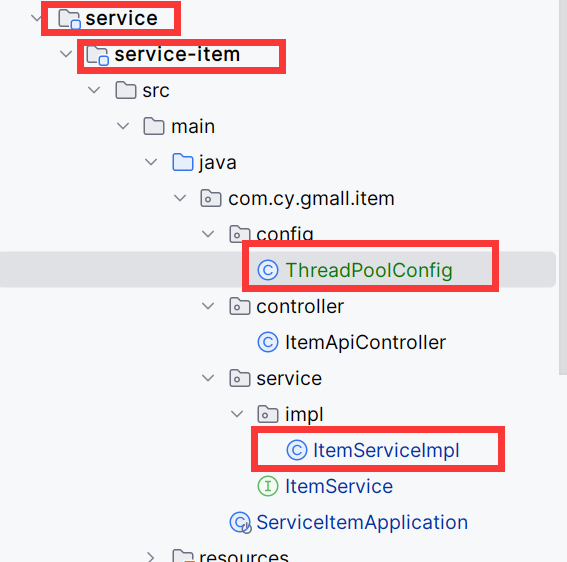 service
service-item
src
main
java
com.cy.gmall.item
config
ThreadPoolConfig
controller
ItemApiController
service
impl
ItemServiceImpl
ItemService
ServiceItemApplication
resources